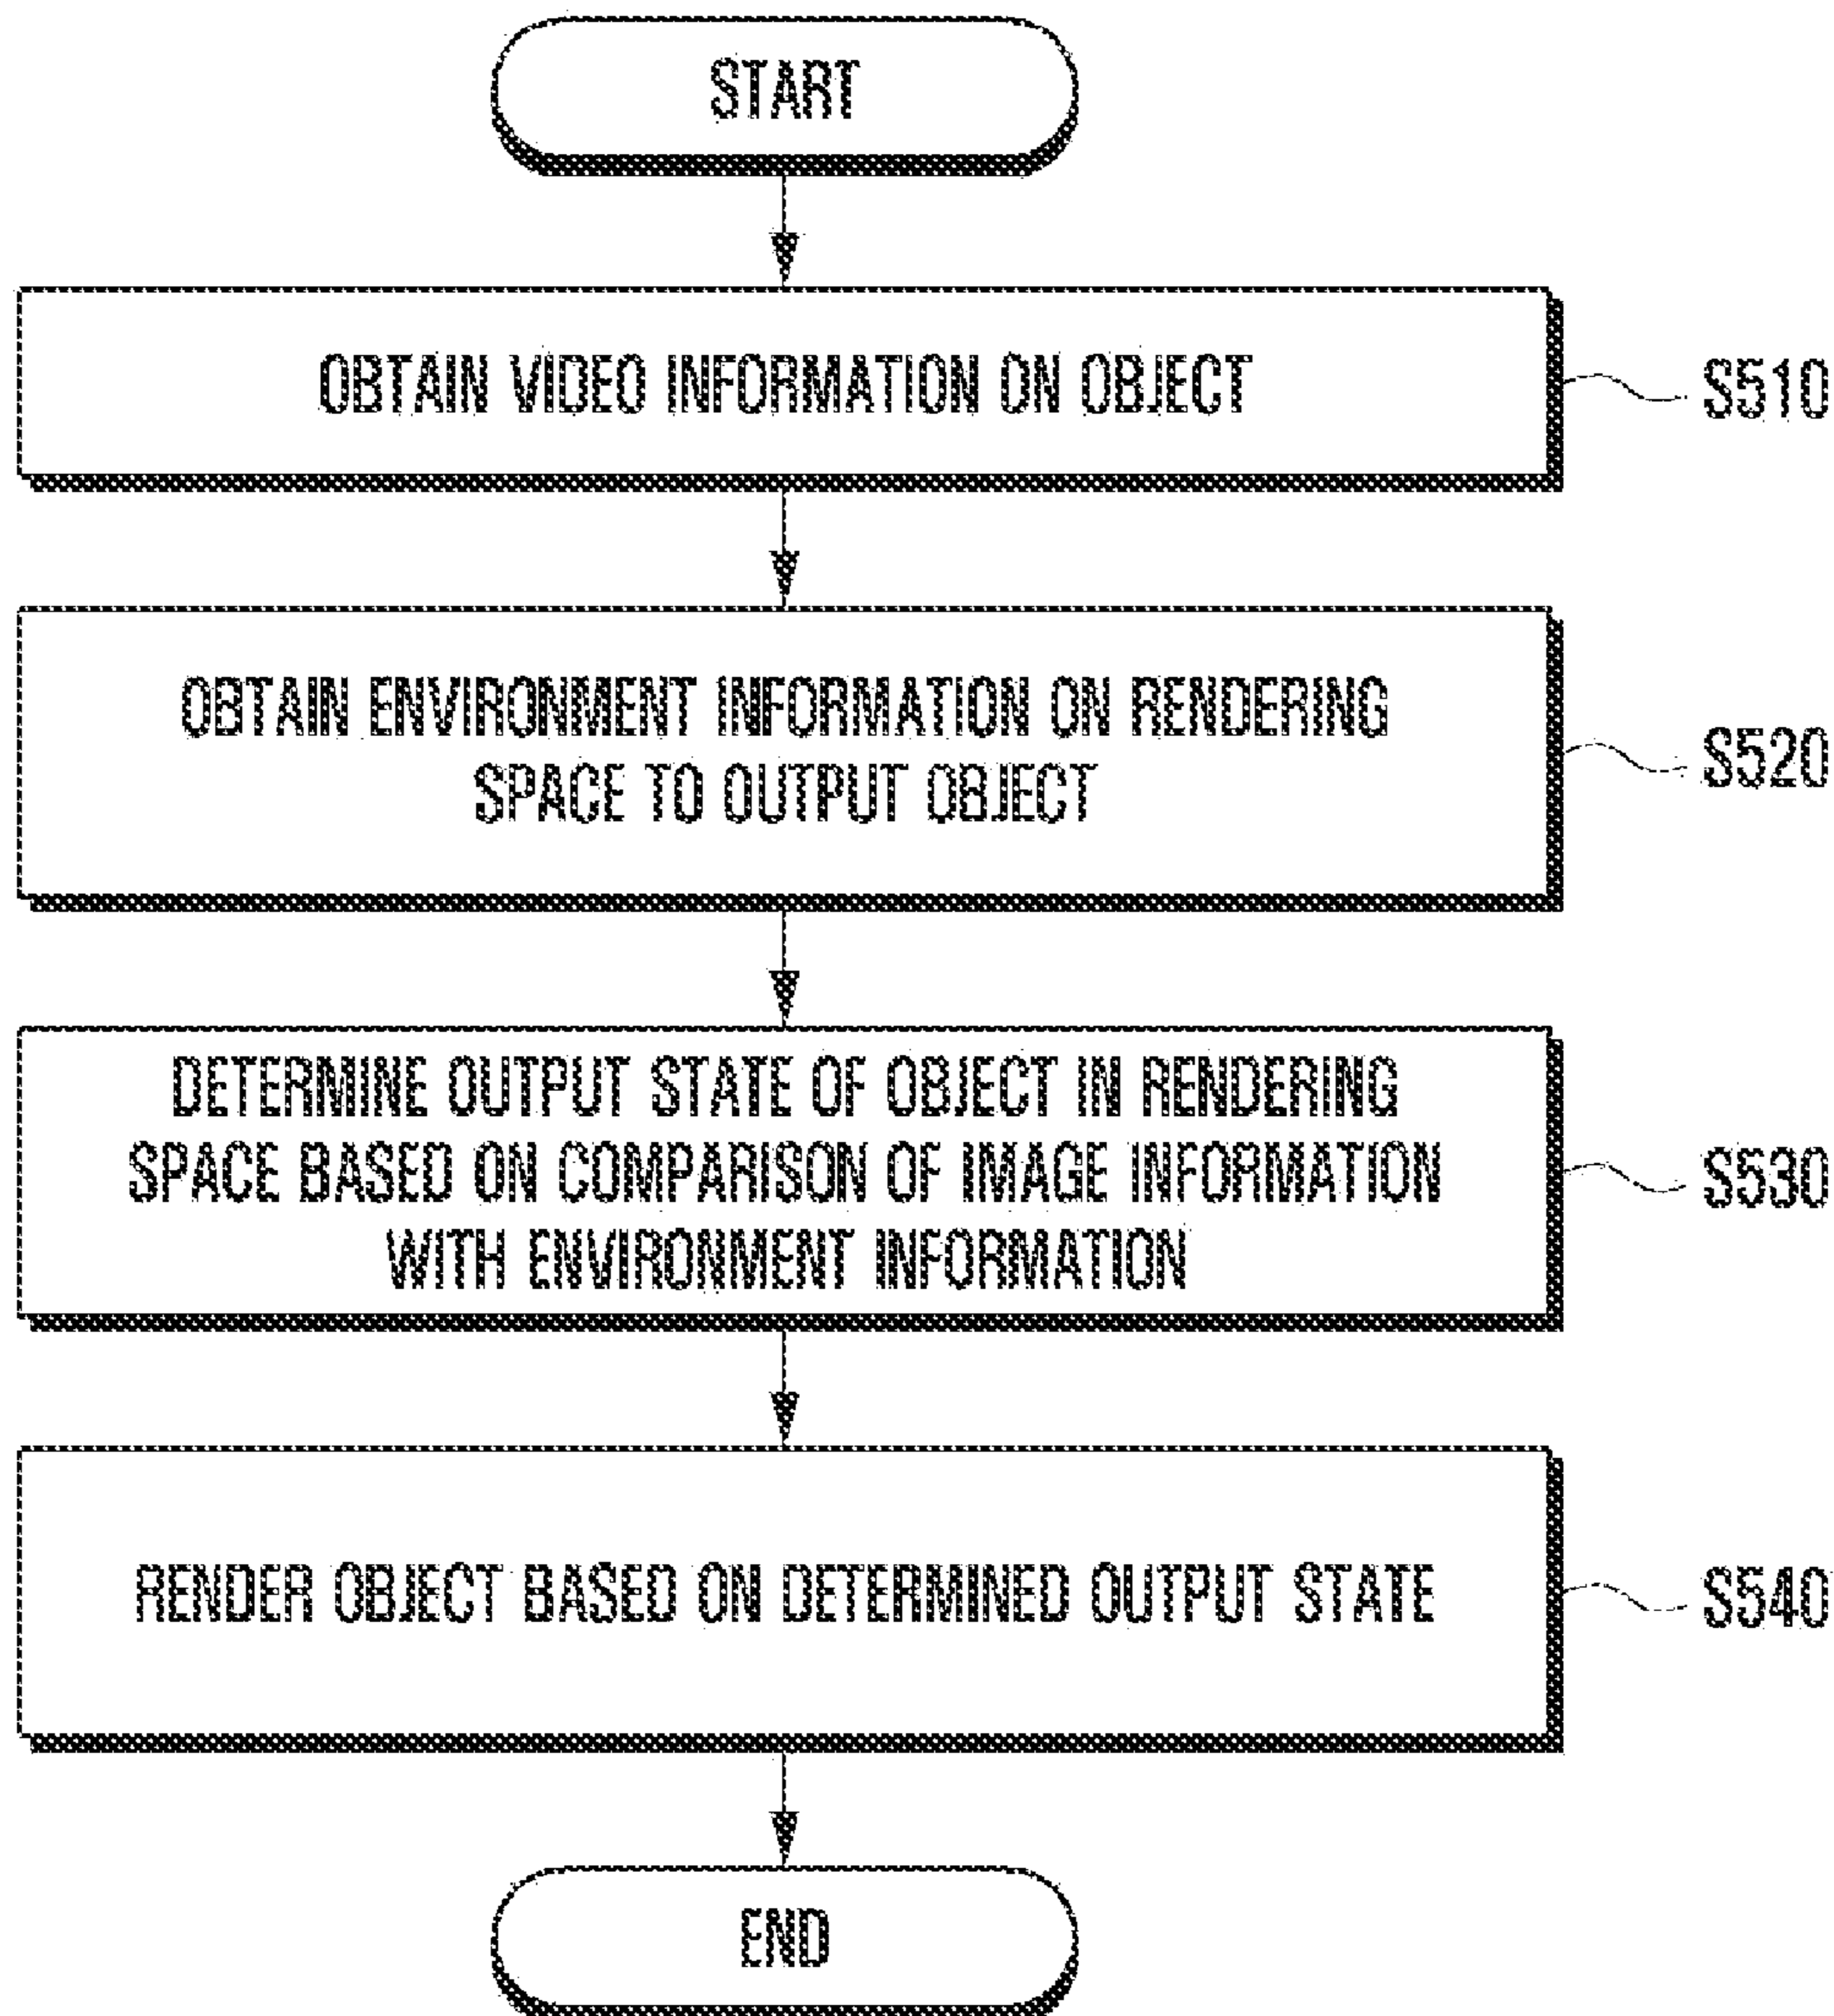 START
OBTAIN VIDEO INFORMATION ON OBJECT
S510
OBTAIN ENVIRONMENT INFORMATION ON RENDERING
SPACE TO OUTPUT OBJECT
S520
DETERMINE OUTPUT STATE OF OBJECT IN RENDERING
SPACE BASED ON COMPARISON OF IMAGE INFORMATION
WITH ENVIRONMENT INFORMATION
S530
RENDER OBJECT BASED ON DETERMINED OUTPUT STATE
S540
END